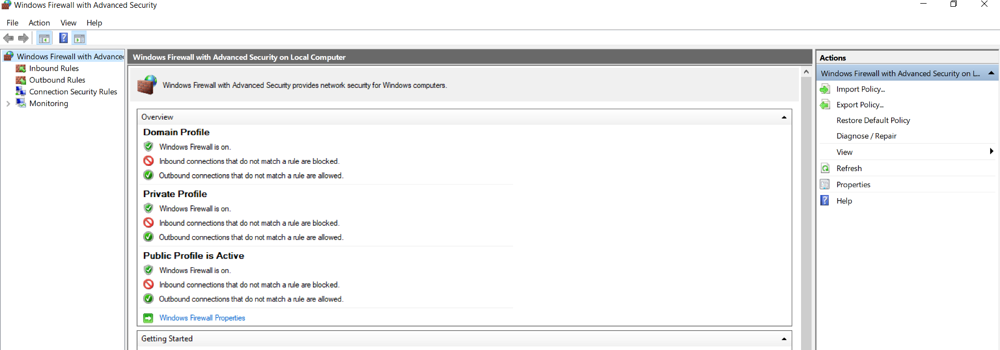 Windows Firewall with Advanced Security
File Action View Help
Windows Firewall with Advance
Inbound Rules
Outbound Rules
Connection Security Rules
Monitoring
Windows Firewall with Advanced Security on Local Computer
Windows Firewall with Advanced Security provides network security for Windows computers.
Overview
Domain Profile
Windows Firewall is on.
Inbound connections that do not match a rule are blocked.
Outbound connections that do not match a rule are allowed.
Private Profile
Windows Firewall is on.
Inbound connections that do not match a rule are blocked.
Outbound connections that do not match a rule are allowed.
Public Profile is Active
Windows Firewall is on.
Inbound connections that do not match a rule are blocked.
Outbound connections that do not match a rule are allowed.
Windows Firewall Properties
Getting Started
Actions
Windows Firewall with Advanced Security on L...
Import Policy...
Export Policy...
Restore Default Policy
Diagnose / Repair
View
Refresh
Properties
Help